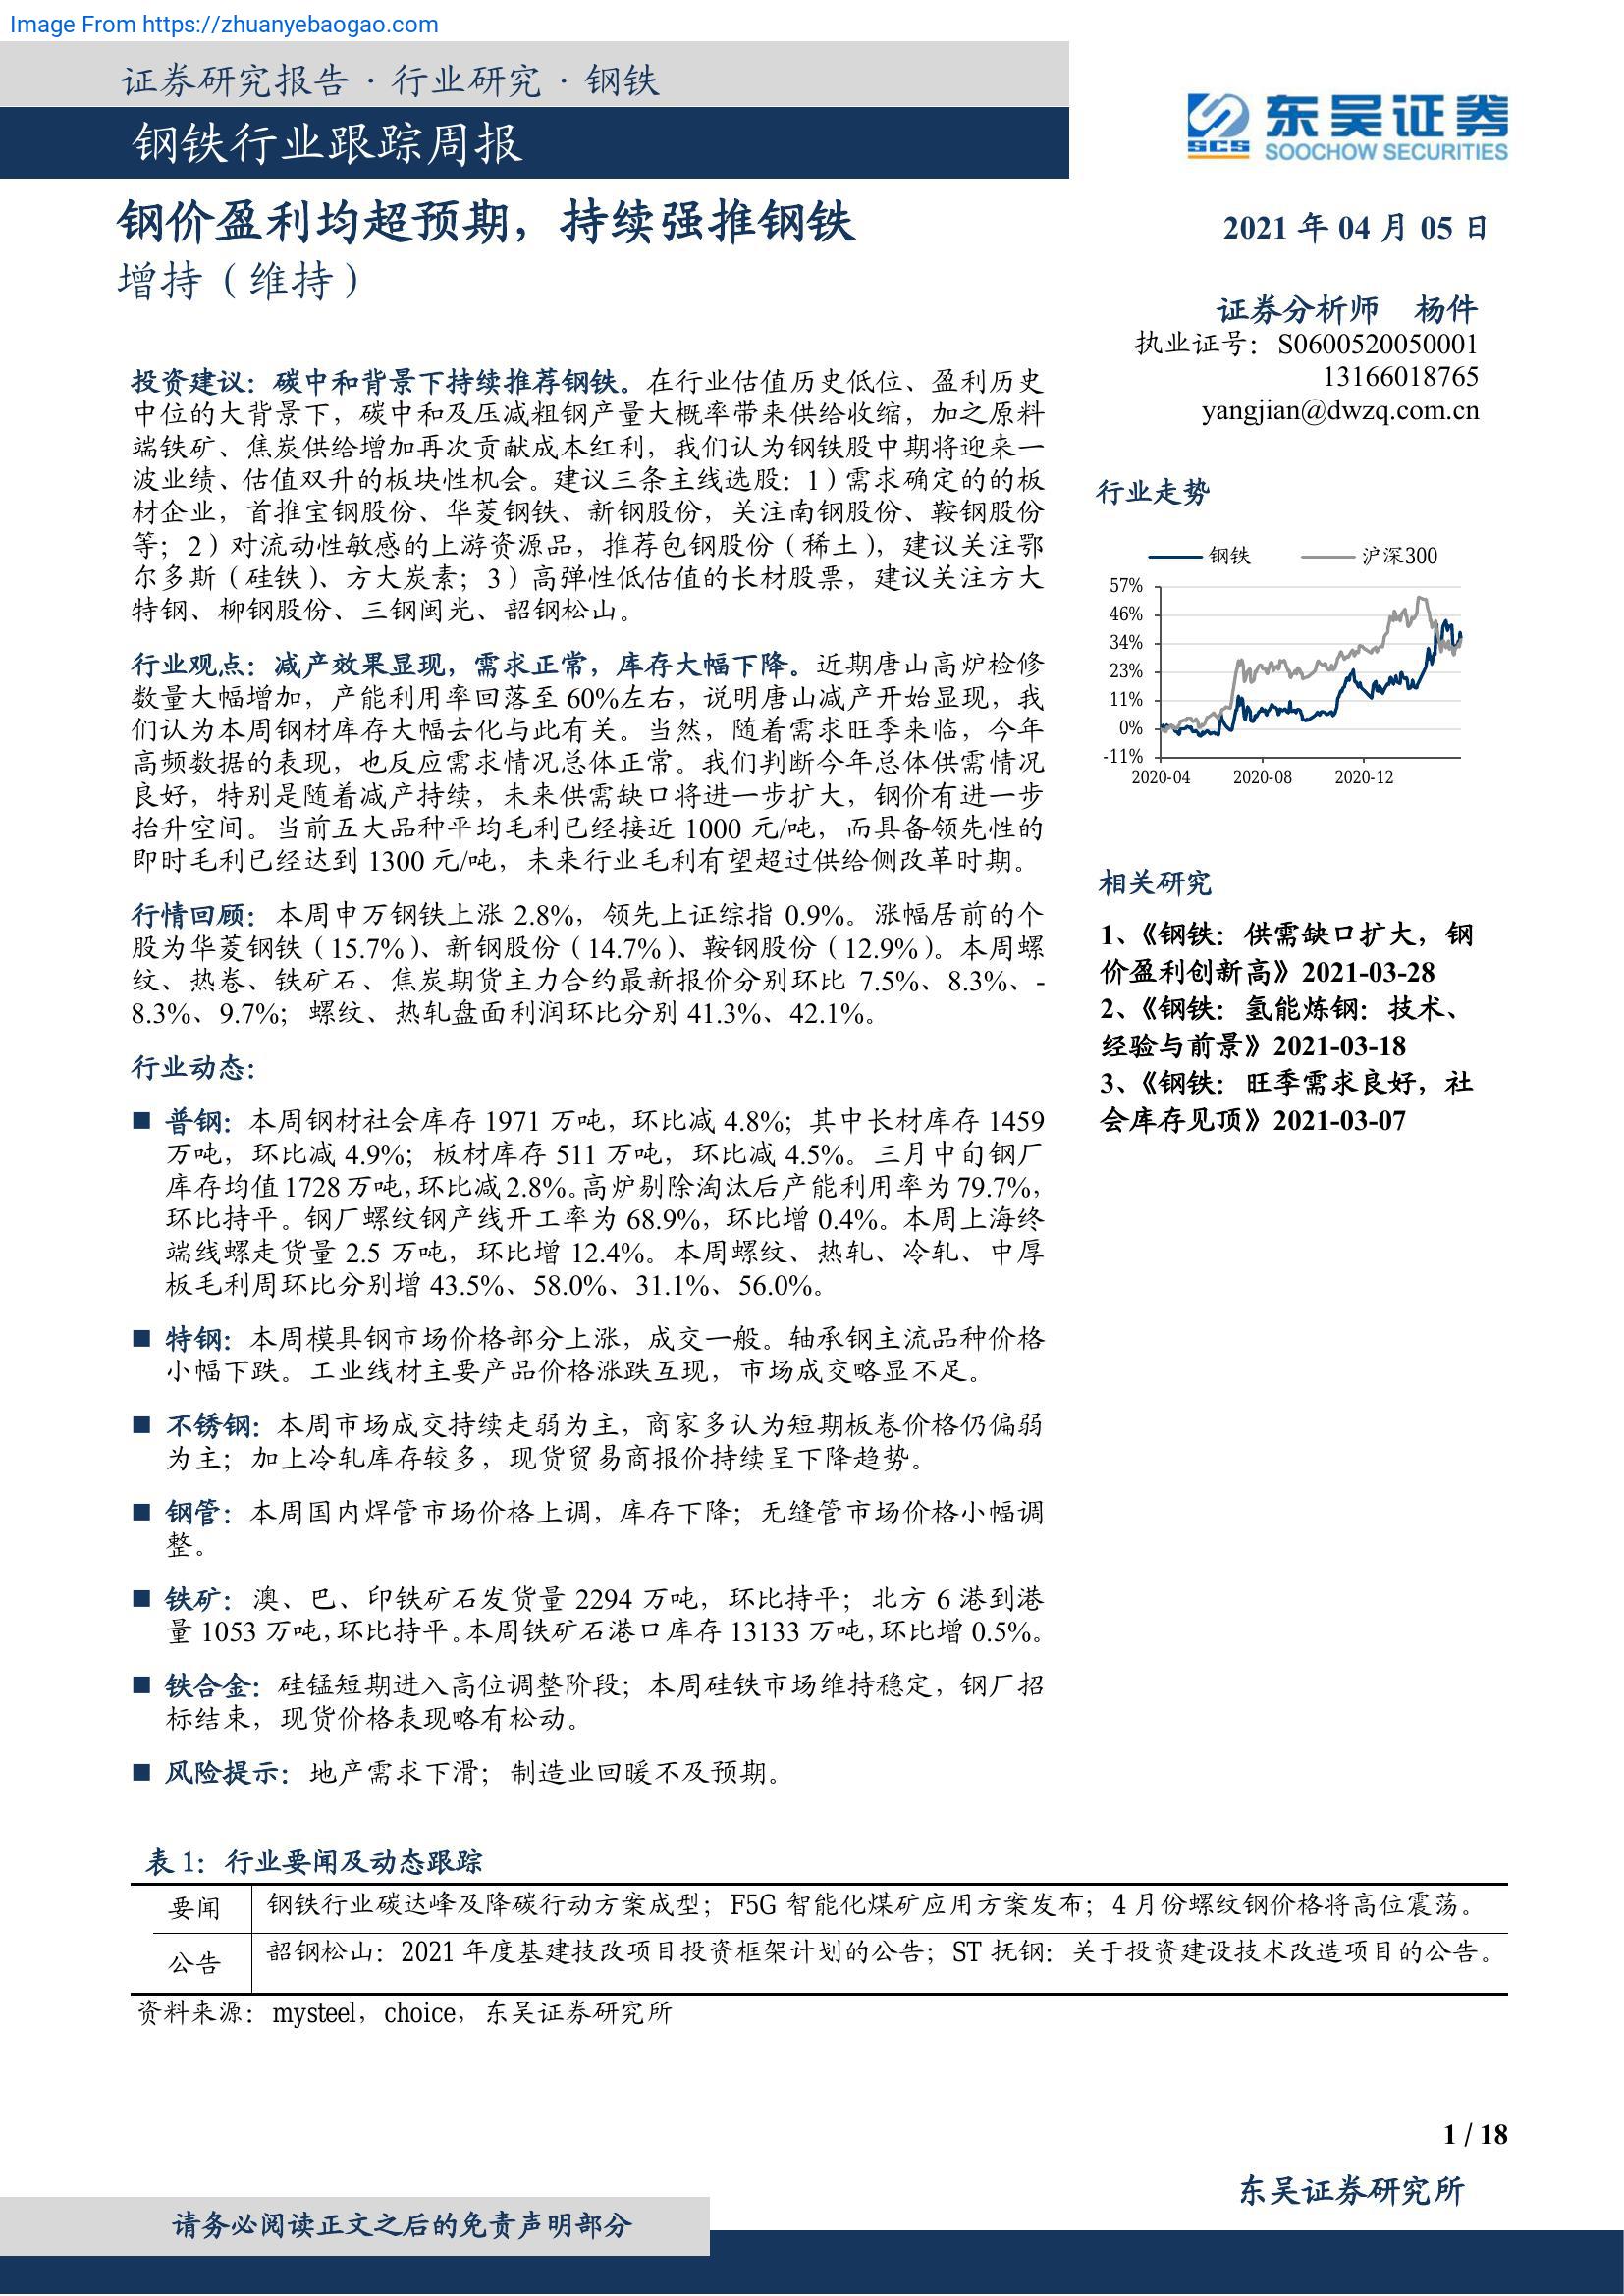 Image From https://zhuanyebaogao.com
证券研究报告 · 行业研究 · 钢铁
钢铁行业跟踪周报
东吴证券
SCS
SOOCHOW SECURITIES
钢价盈利均超预期，持续强推钢铁
增持（维持）
2021 年 04 月 05 日
证券分析师 杨件
执业证号：S0600520050001
13166018765
yangjian@dwzq.com.cn
投资建议：碳中和背景下持续推荐钢铁。在行业估值历史低位、盈利历史
中位的大背景下，碳中和及压减粗钢产量大概率带来供给收缩，加之原料
端铁矿、焦炭供给增加再次贡献成本红利，我们认为钢铁股中期将迎来一
波业绩、估值双升的板块性机会。建议三条主线选股：1）需求确定的的板
材企业，首推宝钢股份、华菱钢铁、新钢股份，关注南钢股份、鞍钢股份
等；2）对流动性敏感的上游资源品，推荐包钢股份（稀土），建议关注鄂
尔多斯（硅铁）、方大炭素；3）高弹性低估值的长材股票，建议关注方大
特钢、柳钢股份、三钢闽光、韶钢松山。
行业观点：减产效果显现，需求正常，库存大幅下降。近期唐山高炉检修
数量大幅增加，产能利用率回落至 60%左右，说明唐山减产开始显现，我
们认为本周钢材库存大幅去化与此有关。当然，随着需求旺季来临，今年
高频数据的表现，也反应需求情况总体正常。我们判断今年总体供需情况
良好，特别是随着减产持续，未来供需缺口将进一步扩大，钢价有进一步
抬升空间。当前五大品种平均毛利已经接近 1000 元/吨，而具备领先性的
即时毛利已经达到 1300 元/吨，未来行业毛利有望超过供给侧改革时期。
行情回顾：本周申万钢铁上涨 2.8%，领先上证综指 0.9%。涨幅居前的个
股为华菱钢铁（15.7%）、新钢股份（14.7%）、鞍钢股份（12.9%）。本周螺
纹、热卷、铁矿石、焦炭期货主力合约最新报价分别环比 7.5%、8.3%、-
8.3%、9.7%；螺纹、热轧盘面利润环比分别 41.3%、42.1%。
行业动态：
■ 普钢：本周钢材社会库存 1971 万吨，环比减 4.8%；其中长材库存 1459
万吨，环比减 4.9%；板材库存 511 万吨，环比减 4.5%。三月中旬钢厂
库存均值 1728 万吨，环比减 2.8%。高炉剔除淘汰后产能利用率为 79.7%，
环比持平。钢厂螺纹钢产线开工率为 68.9%，环比增 0.4%。本周上海终
端线螺走货量 2.5 万吨，环比增 12.4%。本周螺纹、热轧、冷轧、中厚
板毛利周环比分别增 43.5%、58.0%、31.1%、56.0%。
■ 特钢：本周模具钢市场价格部分上涨，成交一般。轴承钢主流品种价格
小幅下跌。工业线材主要产品价格涨跌互现，市场成交略显不足。
■ 不锈钢：本周市场成交持续走弱为主，商家多认为短期板卷价格仍偏弱
为主；加上冷轧库存较多，现货贸易商报价持续呈下降趋势。
■ 钢管：本周国内焊管市场价格上调，库存下降；无缝管市场价格小幅调
整。
■ 铁矿：澳、巴、印铁矿石发货量 2294 万吨，环比持平；北方 6 港到港
量 1053 万吨，环比持平。本周铁矿石港口库存 13133 万吨，环比增 0.5%。
■ 铁合金：硅锰短期进入高位调整阶段；本周硅铁市场维持稳定，钢厂招
标结束，现货价格表现略有松动。
■ 风险提示：地产需求下滑；制造业回暖不及预期。
行业走势
钢铁 沪深300
57%
46%
34%
23%
11%
0%
-11%
2020-04 2020-08 2020-12
相关研究
1、《钢铁：供需缺口扩大，钢
价盈利创新高》2021-03-28
2、《钢铁：氢能炼钢：技术、
经验与前景》2021-03-18
3、《钢铁：旺季需求良好，社
会库存见顶》2021-03-07
表 1：行业要闻及动态跟踪
要闻 钢铁行业碳达峰及降碳行动方案成型；F5G 智能化煤矿应用方案发布；4 月份螺纹钢价格将高位震荡。
公告 韶钢松山：2021 年度基建技改项目投资框架计划的公告；ST 抚钢：关于投资建设技术改造项目的公告。
资料来源：mysteel，choice，东吴证券研究所
1 / 18
东吴证券研究所
请务必阅读正文之后的免责声明部分